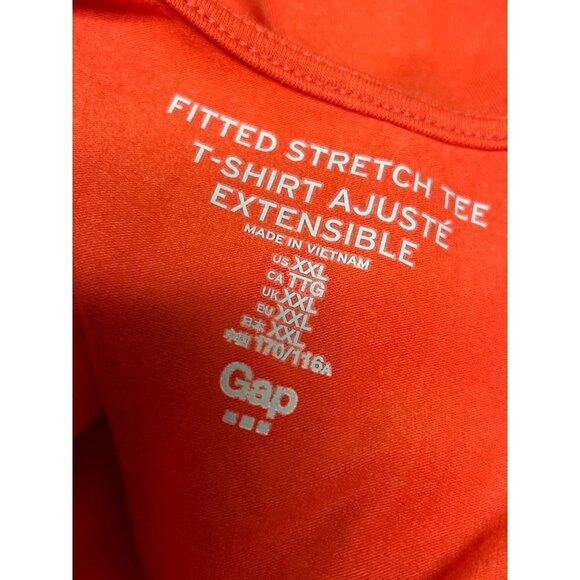 FITTED STRETCH TEE
T-SHIRT AJUSTÉ
EXTENSIBLE
MADE IN VIETNAM
US XXL
CA TTG
UK XXL
EU XXL
日本 XXL
中国 170/116A
Gap